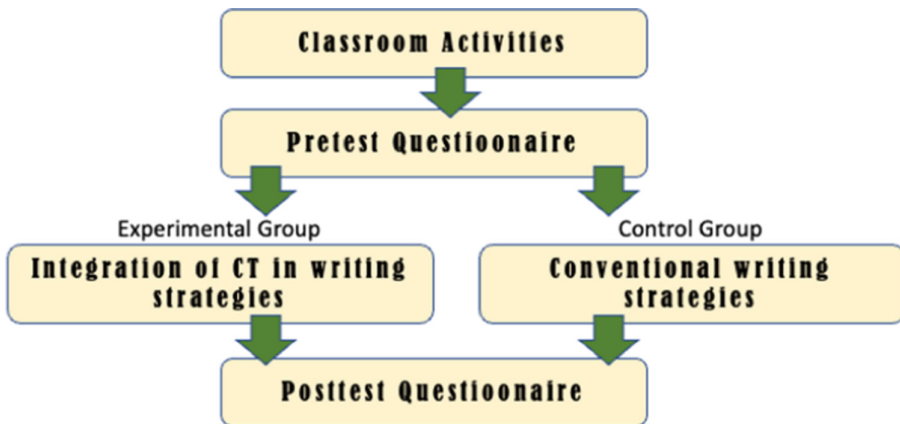 Classroom Activities
Pretest Questioonaire
Experimental Group
Control Group
Integration of CT in writing
strategies
Conventional writing
strategies
Posttest Questioonaire